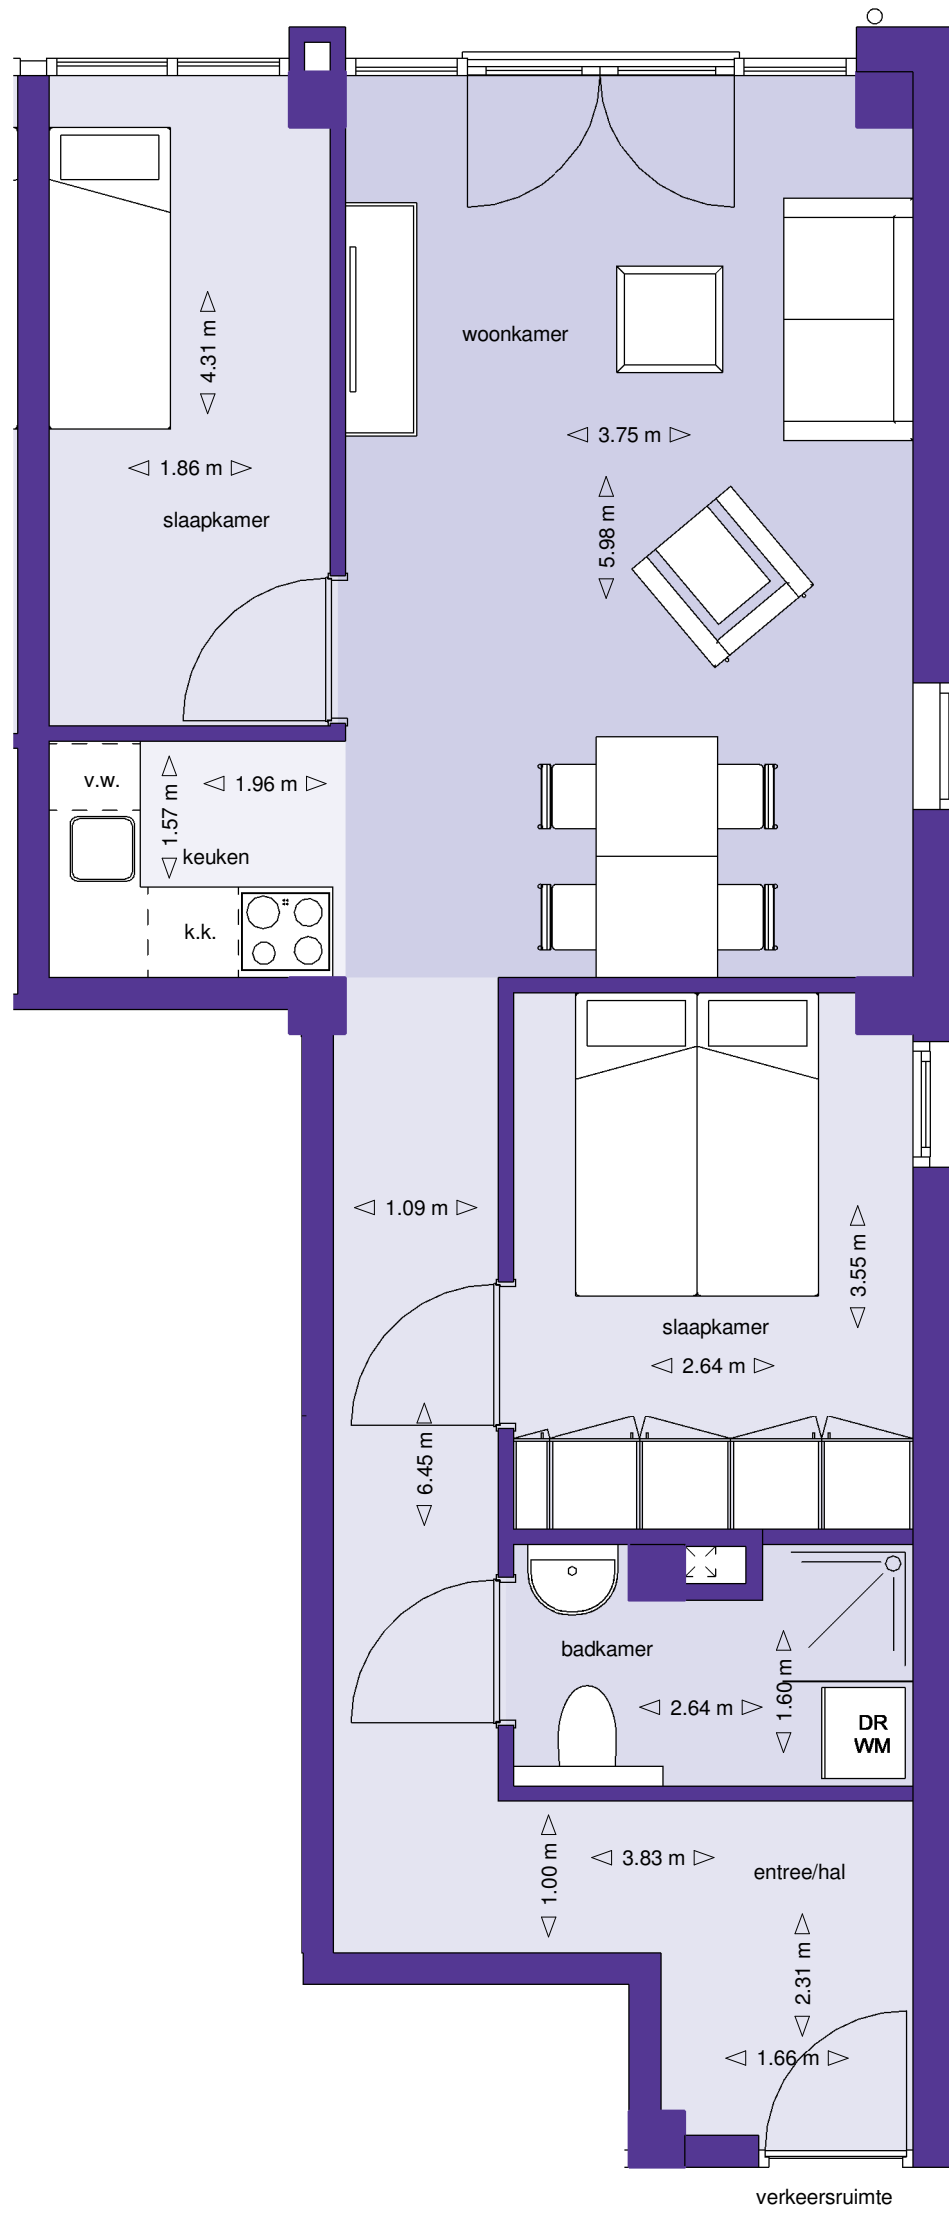 woonkamer
4.31 m
3.75 m
1.86 m
slaapkamer
5.98 m
v.w.
1.96 m
1.57 m
keuken
k.k.
1.09 m
3.55 m
slaapkamer
2.64 m
6.45 m
badkamer
1.60 m
2.64 m
DR
WM
3.83 m
1.00 m
entree/hal
2.31 m
1.66 m
verkeersruimte